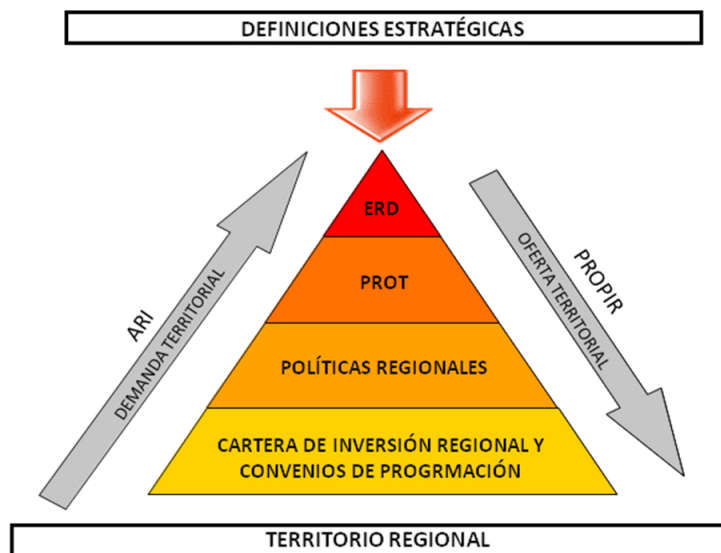 DEFINICIONES ESTRATÉGICAS
ERD
PROT
POLÍTICAS REGIONALES
CARTERA DE INVERSIÓN REGIONAL Y
CONVENIOS DE PROGRMACIÓN
ARI
DEMANDA TERRITORIAL
PROPIR
OFERTA TERRITORIAL
TERRITORIO REGIONAL